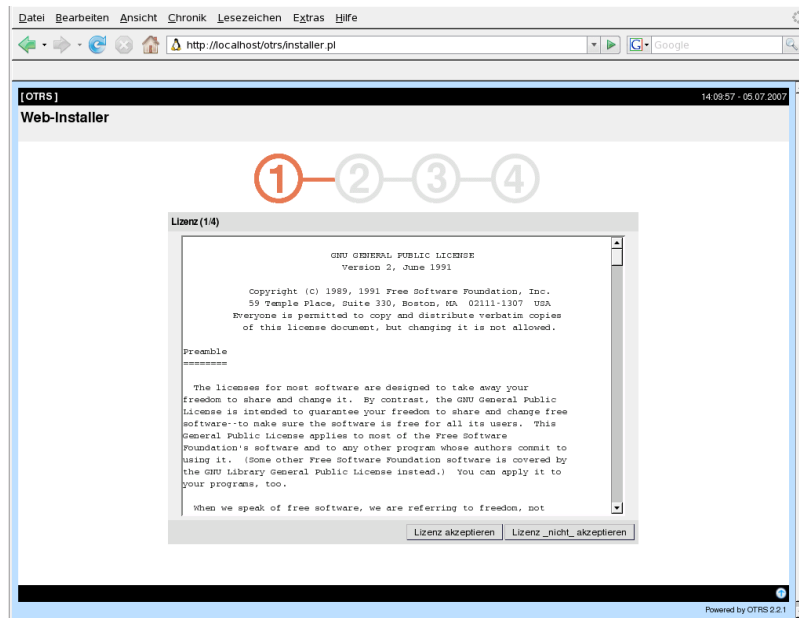 Datei Bearbeiten Ansicht Chronik Lesezeichen Extras Hilfe
http://localhost/otrs/installer.pl
G Google
[ OTRS ] 14:09:57 - 05.07.2007
Web-Installer
1 2 3 4
Lizenz (1/4)
GNU GENERAL PUBLIC LICENSE
Version 2, June 1991
Copyright (C) 1989, 1991 Free Software Foundation, Inc.
59 Temple Place, Suite 330, Boston, MA 02111-1307 USA
Everyone is permitted to copy and distribute verbatim copies
of this license document, but changing it is not allowed.
Preamble
========
The licenses for most software are designed to take away your
freedom to share and change it. By contrast, the GNU General Public
License is intended to guarantee your freedom to share and change free
software--to make sure the software is free for all its users. This
General Public License applies to most of the Free Software
Foundation's software and to any other program whose authors commit to
using it. (Some other Free Software Foundation software is covered by
the GNU Library General Public License instead.) You can apply it to
your programs, too.
When we speak of free software, we are referring to freedom, not
Lizenz akzeptieren Lizenz _nicht_ akzeptieren
Powered by OTRS 2.2.1